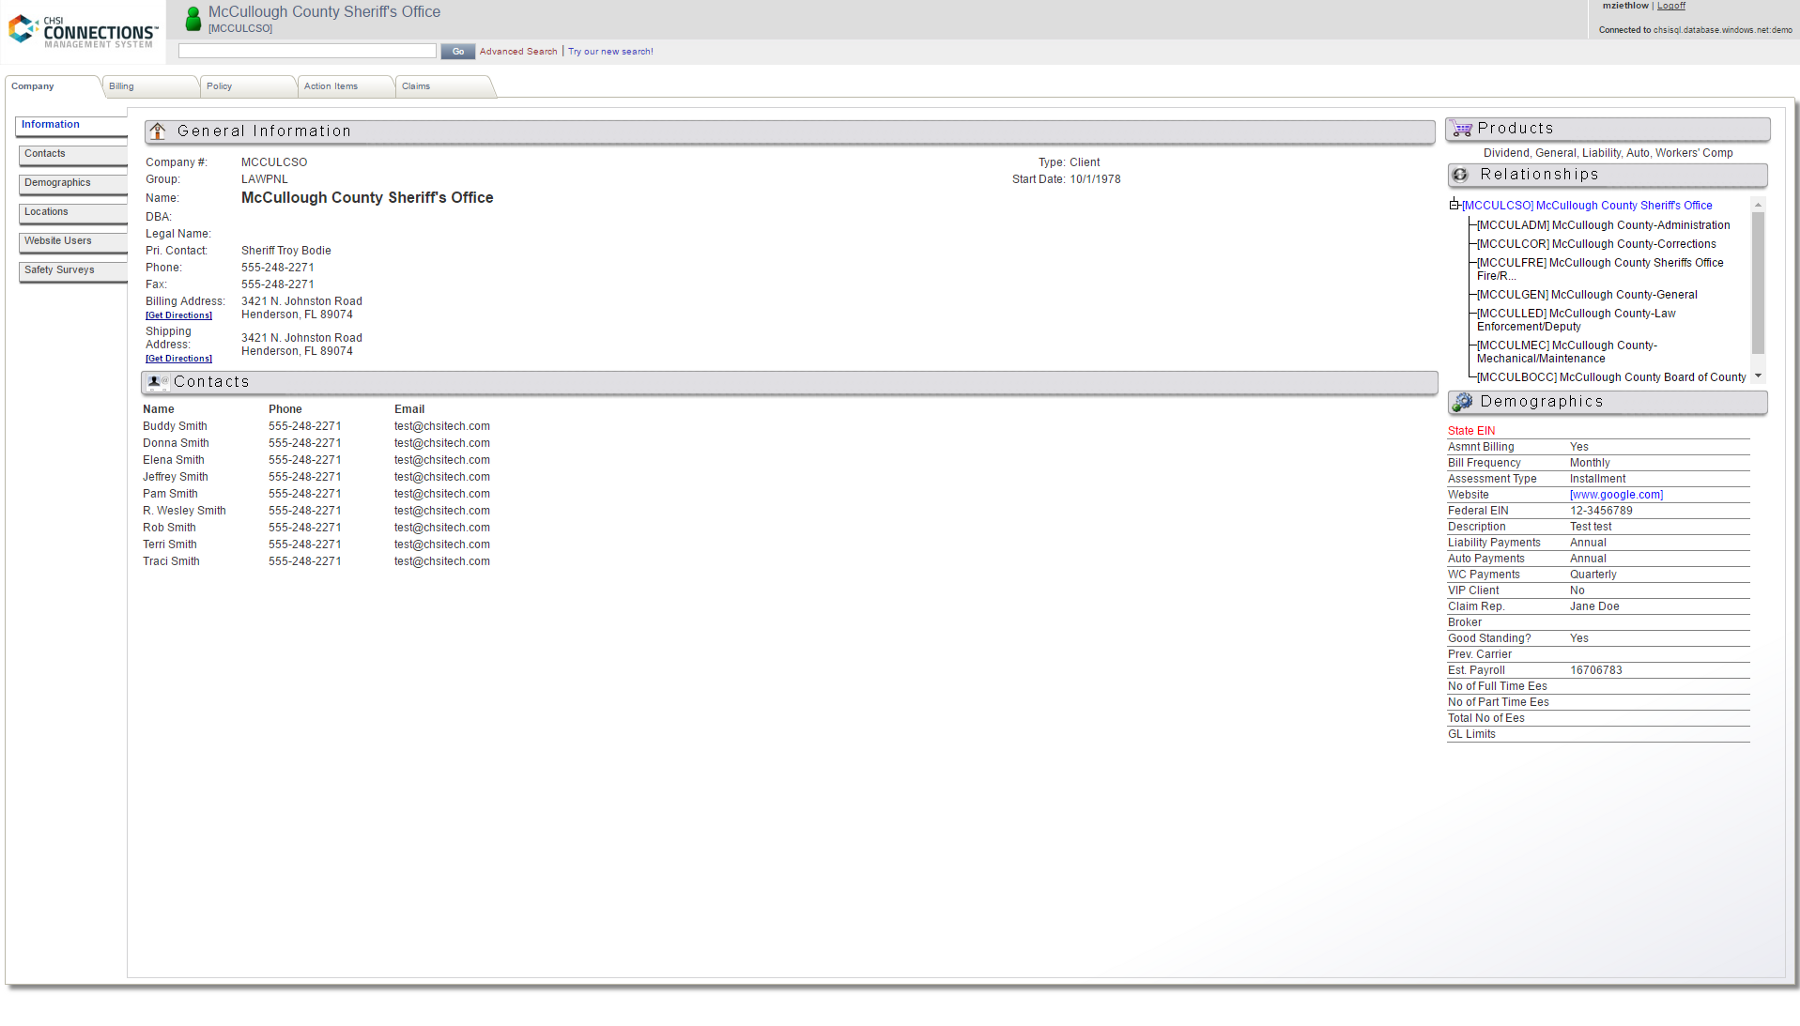 CHSI
CONNECTIONS™
MANAGEMENT SYSTEM
McCullough County Sheriff's Office
[MCCULCSO]
Go Advanced Search | Try our new search!
mziethlow | Logoff
Connected to chsisql.database.windows.net:demo
Company Billing Policy Action Items Claims
Information
Contacts
Demographics
Locations
Website Users
Safety Surveys
General Information
Company #: MCCULCSO Type: Client
Group: LAWPNL Start Date: 10/1/1978
Name: McCullough County Sheriff's Office
DBA:
Legal Name:
Pri. Contact: Sheriff Troy Bodie
Phone: 555-248-2271
Fax: 555-248-2271
Billing Address: 3421 N. Johnston Road
[Get Directions] Henderson, FL 89074
Shipping
Address: 3421 N. Johnston Road
[Get Directions] Henderson, FL 89074
Contacts
Name Phone Email
Buddy Smith 555-248-2271 test@chsitech.com
Donna Smith 555-248-2271 test@chsitech.com
Elena Smith 555-248-2271 test@chsitech.com
Jeffrey Smith 555-248-2271 test@chsitech.com
Pam Smith 555-248-2271 test@chsitech.com
R. Wesley Smith 555-248-2271 test@chsitech.com
Rob Smith 555-248-2271 test@chsitech.com
Terri Smith 555-248-2271 test@chsitech.com
Traci Smith 555-248-2271 test@chsitech.com
Products
Dividend, General, Liability, Auto, Workers' Comp
Relationships
[MCCULCSO] McCullough County Sheriff's Office
[MCCULADM] McCullough County-Administration
[MCCULCOR] McCullough County-Corrections
[MCCULFRE] McCullough County Sheriffs Office
Fire/R...
[MCCULGEN] McCullough County-General
[MCCULLED] McCullough County-Law
Enforcement/Deputy
[MCCULMEC] McCullough County-
Mechanical/Maintenance
[MCCULBOCC] McCullough County Board of County
Demographics
State EIN
Asmnt Billing Yes
Bill Frequency Monthly
Assessment Type Installment
Website [www.google.com]
Federal EIN 12-3456789
Description Test test
Liability Payments Annual
Auto Payments Annual
WC Payments Quarterly
VIP Client No
Claim Rep. Jane Doe
Broker
Good Standing? Yes
Prev. Carrier
Est. Payroll 16706783
No of Full Time Ees
No of Part Time Ees
Total No of Ees
GL Limits